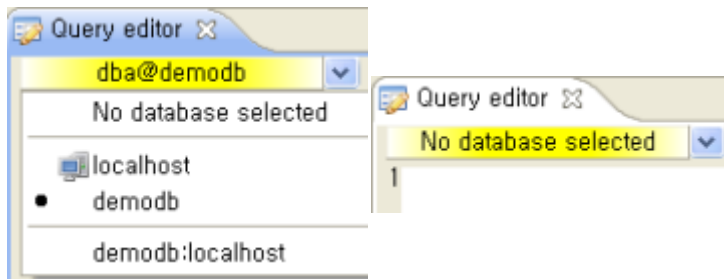 Query editor
dba@demodb
No database selected
localhost
demodb
demodb:localhost
Query editor
No database selected
1